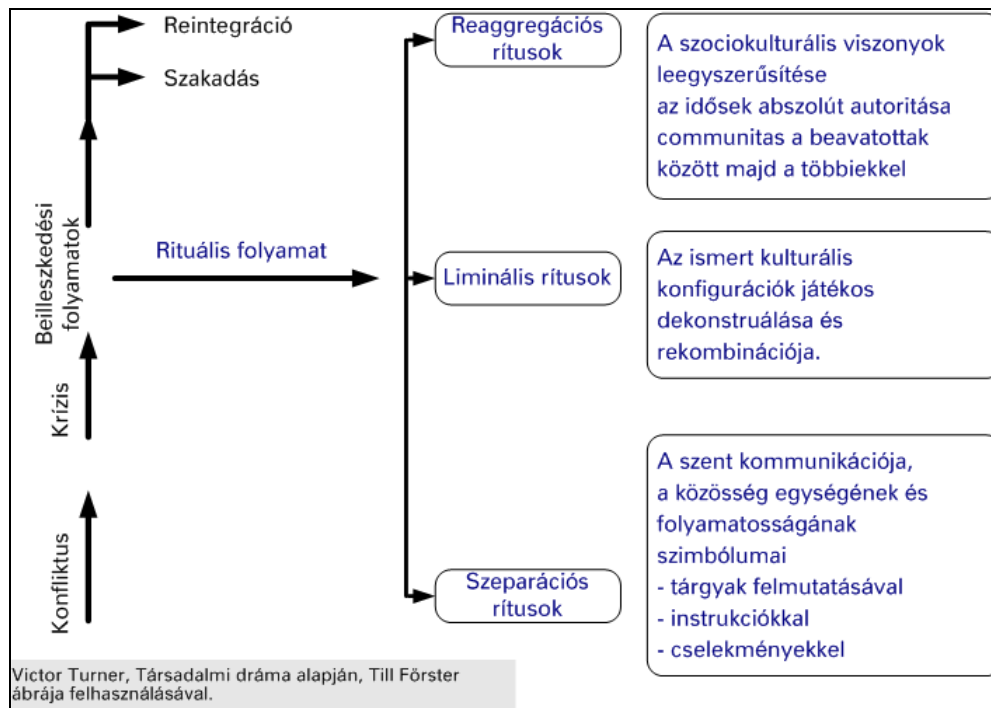 Reintegráció
Szakadás
Beilleszkedési
folyamatok
Krízis
Konfliktus
Rituális folyamat
Reaggregációs
rítusok
A szociokulturális viszonyok
leegyszerűsítése
az idősek abszolút autoritása
communitas a beavatottak
között majd a többiekkel
Liminális rítusok
Az ismert kulturális
konfigurációk játékos
dekonstruálása és
rekombinációja.
Szeparációs
rítusok
A szent kommunikációja,
a közösség egységének és
folyamatosságának
szimbólumai
- tárgyak felmutatásával
- instrukciókkal
- cselekményekkel
Victor Turner, Társadalmi dráma alapján, Till Főrster
ábrája felhasználásával.